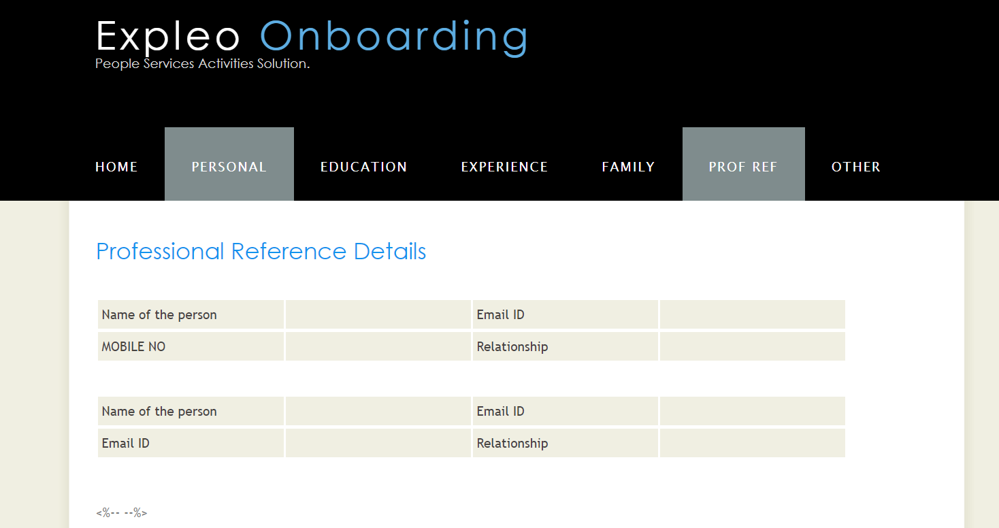 Expleo Onboarding
People Services Activities Solution.
HOME PERSONAL EDUCATION EXPERIENCE FAMILY PROF REF OTHER
Professional Reference Details
Name of the person Email ID
MOBILE NO Relationship
Name of the person Email ID
Email ID Relationship
<%-- --%>